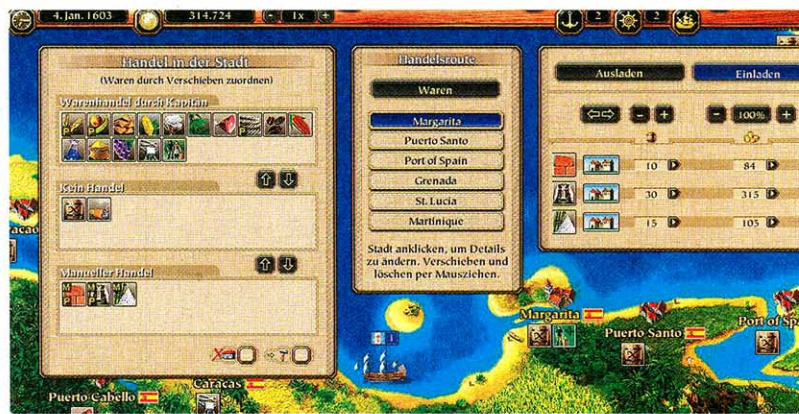 4. Jan. 1603
314.724
- 1x +
2
2
Handel in der Stadt
(Waren durch Verschieben zuordnen)
Warenhandel durch Kapitän
Kein Handel
Manueller Handel
Handelsroute
Waren
Margarita
Puerto Santo
Port of Spain
Grenada
St. Lucia
Martinique
Stadt anklicken, um Details
zu ändern. Verschieben und
löschen per Mausziehen.
Ausladen
Einladen
- +
- 100% +
10 84
30 315
15 105
Margarita
Puerto Santo
Port of Spa
acao
Caracas
Puerto Cabello